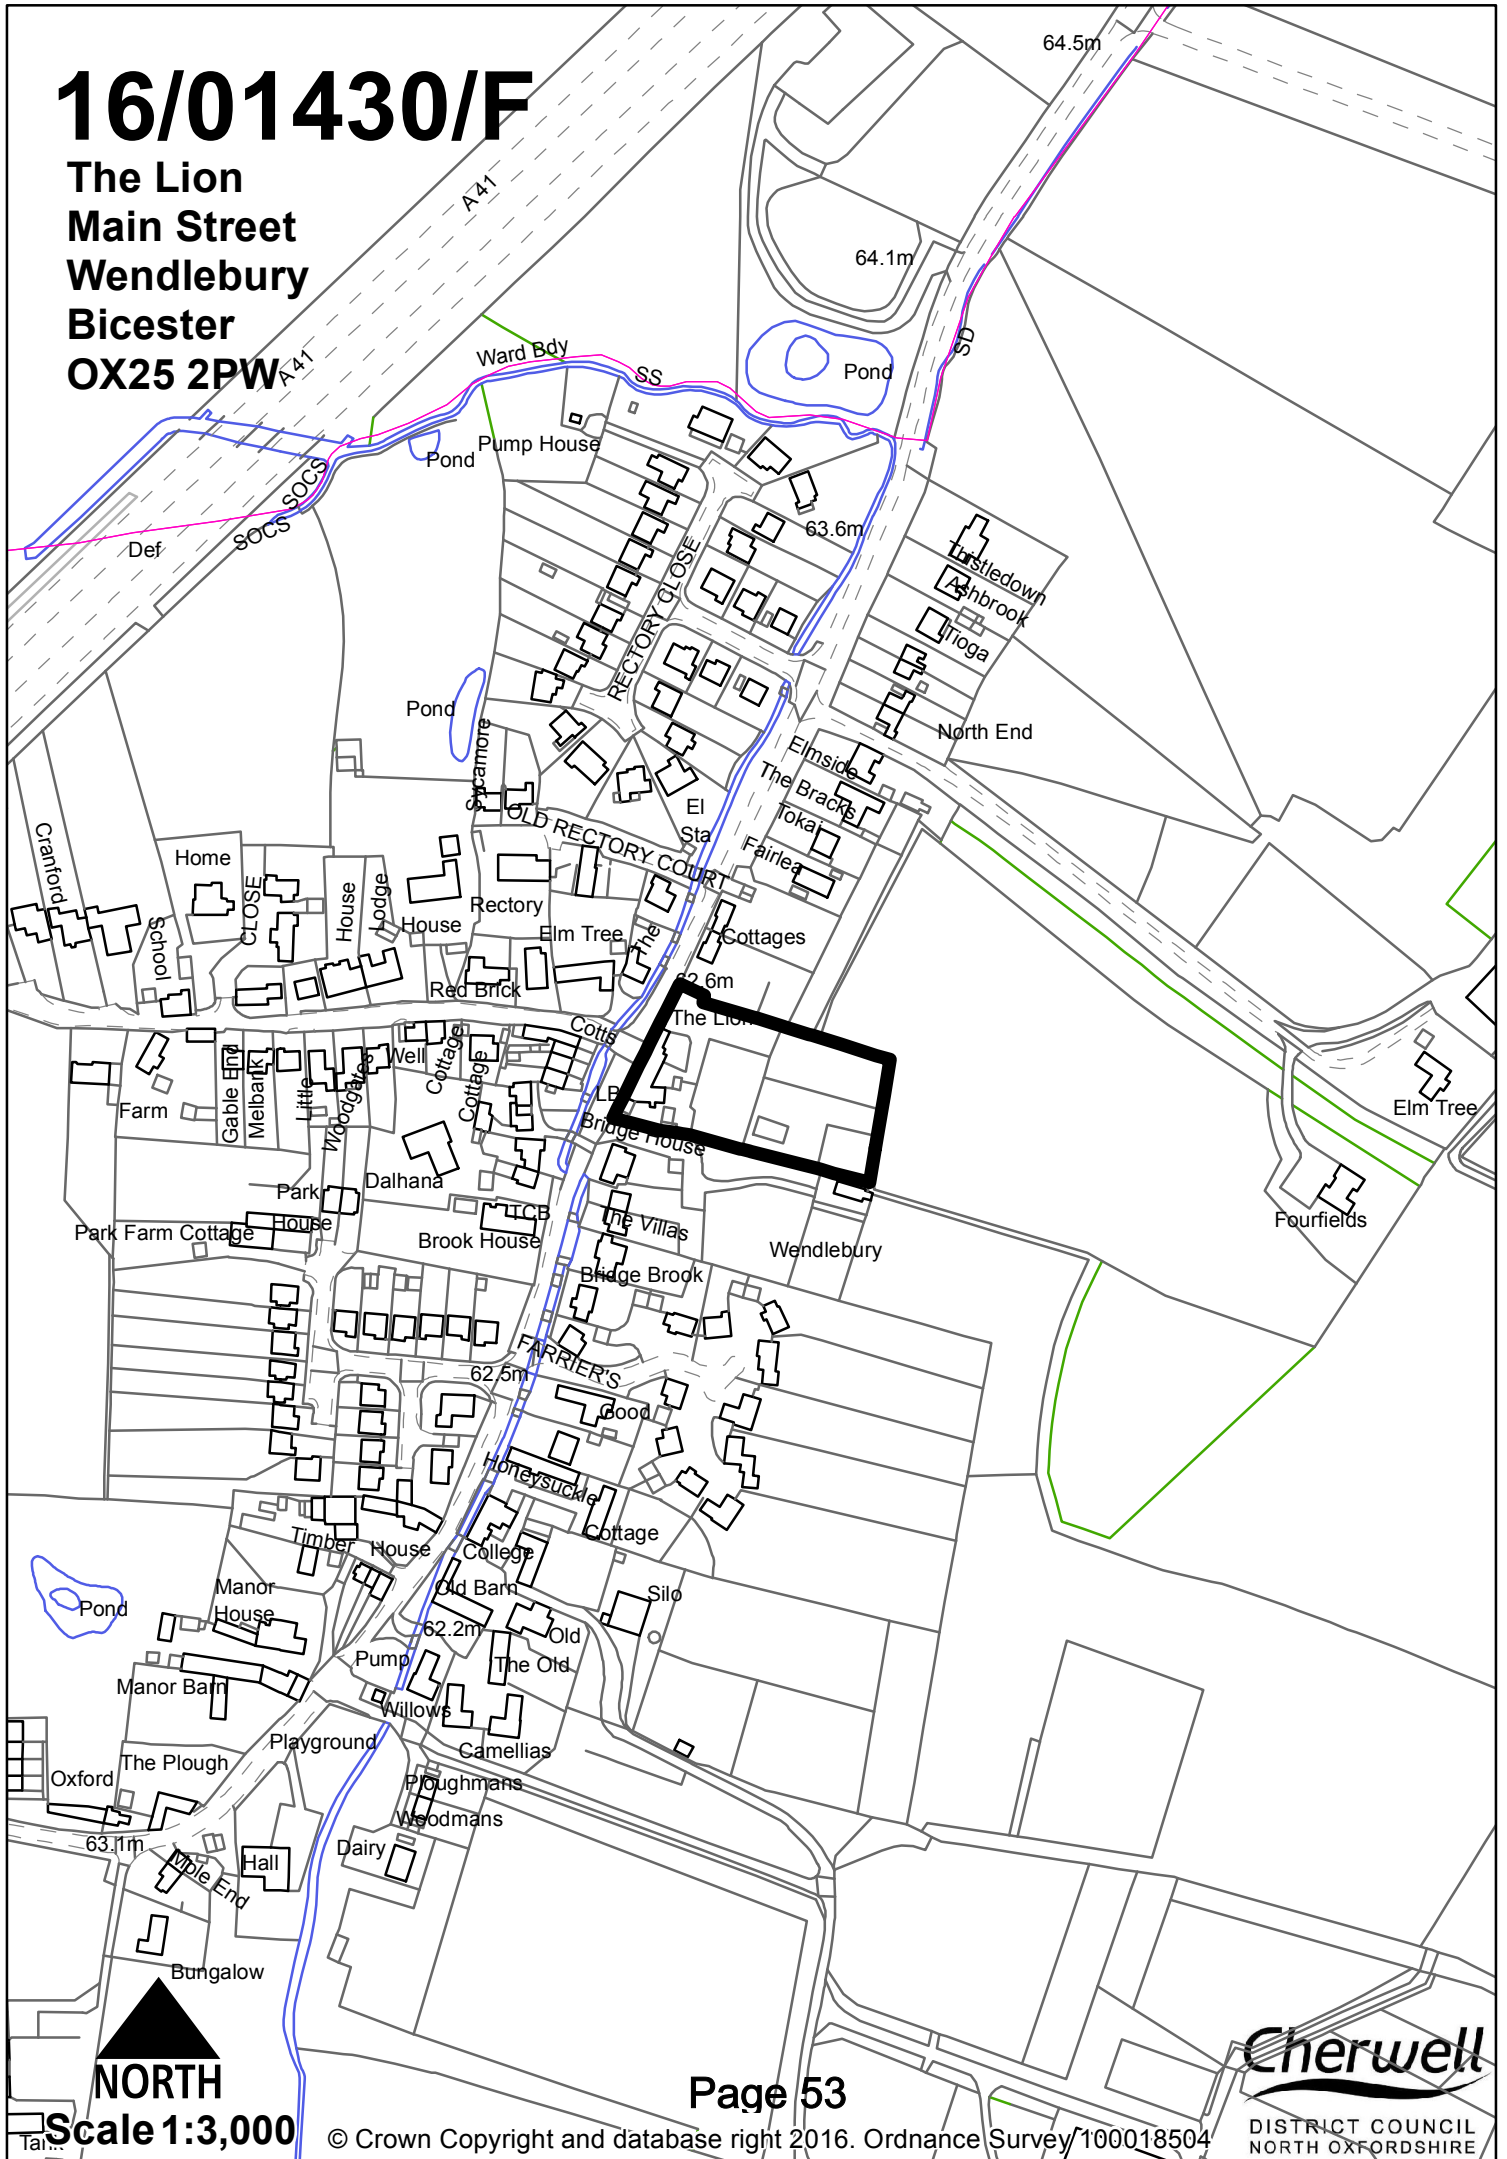 16/01430/F
The Lion
Main Street
Wendlebury
Bicester
OX25 2PW
A 41
A 41
64.5m
64.1m
SD
Ward Bdy
SS
Pond
Pond
Pump House
SOCS
SOCS
Def
63.6m
RECTORY CLOSE
Thistledown
Ashbrook
Tioga
North End
Pond
Sycamore
Elmside
The Bracks
Tokai
Fairlea
El
Sta
OLD RECTORY COURT
Cranford
Home
School
CLOSE
House
Lodge
House
Rectory
Elm Tree
The
Cottages
Red Brick
62.6m
The Lion
Cotts
Well
Cottage
Cottage
LB
Bridge House
Farm
Gable End
Melbank
Little
Woodgates
Elm Tree
Dalhana
Park
House
Park Farm Cottage
TCB
Brook House
The Villas
Wendlebury
Fourfields
Bridge Brook
FARRIER'S
62.5m
Good
Honeysuckle
Cottage
Timber
House
College
Old Barn
Silo
Manor
House
Pond
62.2m
Old
The Old
Pump
Manor Barn
Willows
Playground
Camellias
The Plough
Oxford
Ploughmans
Woodmans
63.1m
Dairy
Hall
Mple End
Bungalow
NORTH
Scale 1:3,000
Tank
Page 53
© Crown Copyright and database right 2016. Ordnance Survey 100018504
Cherwell
DISTRICT COUNCIL
NORTH OXFORDSHIRE